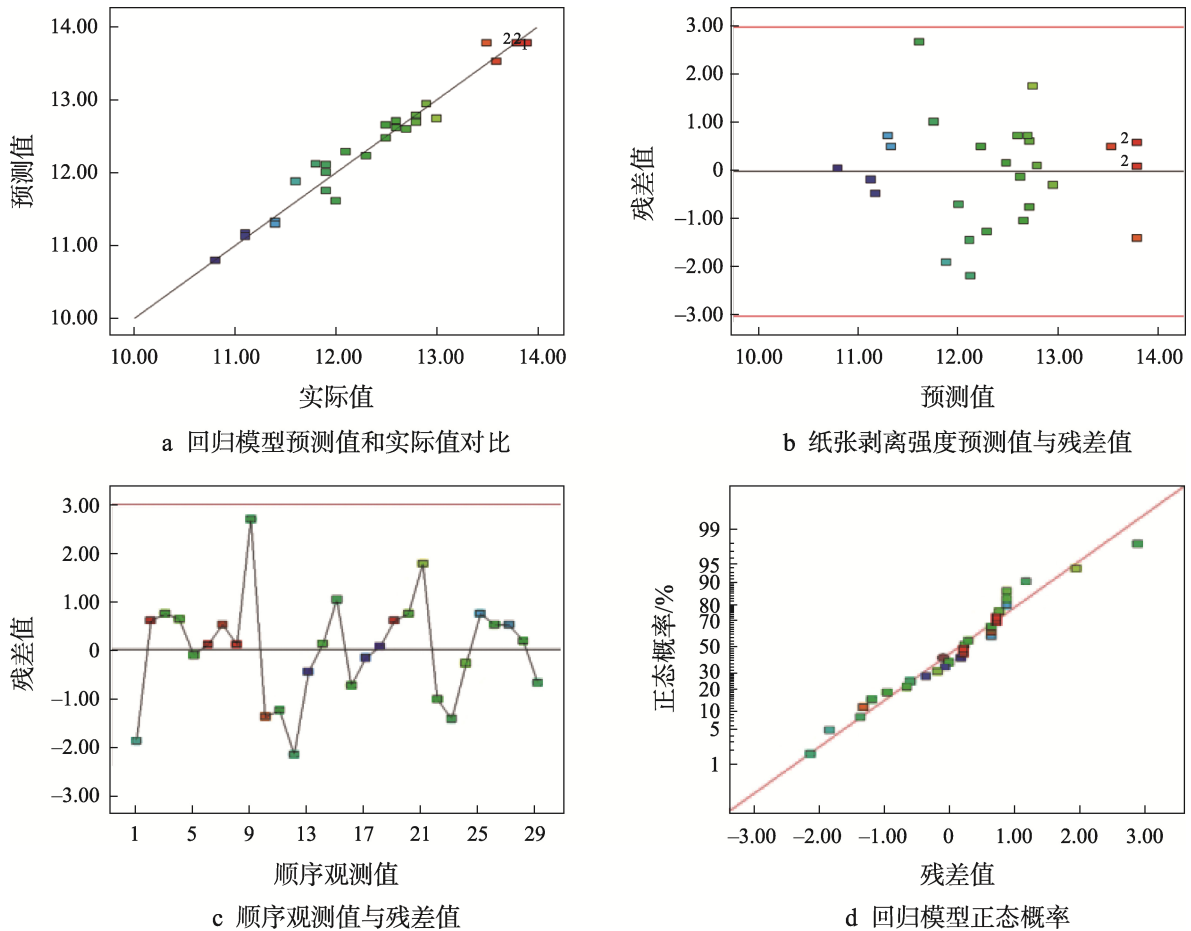 14.00
13.00
12.00
11.00
10.00
预测值
2 2
1
10.00 11.00 12.00 13.00 14.00
实际值
a 回归模型预测值和实际值对比
3.00
2.00
1.00
0
–1.00
–2.00
–3.00
残差值
2
2
10.00 11.00 12.00 13.00 14.00
预测值
b 纸张剥离强度预测值与残差值
3.00
2.00
1.00
0
–1.00
–2.00
–3.00
残差值
1 5 9 13 17 21 25 29
顺序观测值
c 顺序观测值与残差值
99
95
90
80
70
50
30
20
10
5
1
正态概率/%
–3.00 –2.00 –1.00 0 1.00 2.00 3.00
残差值
d 回归模型正态概率